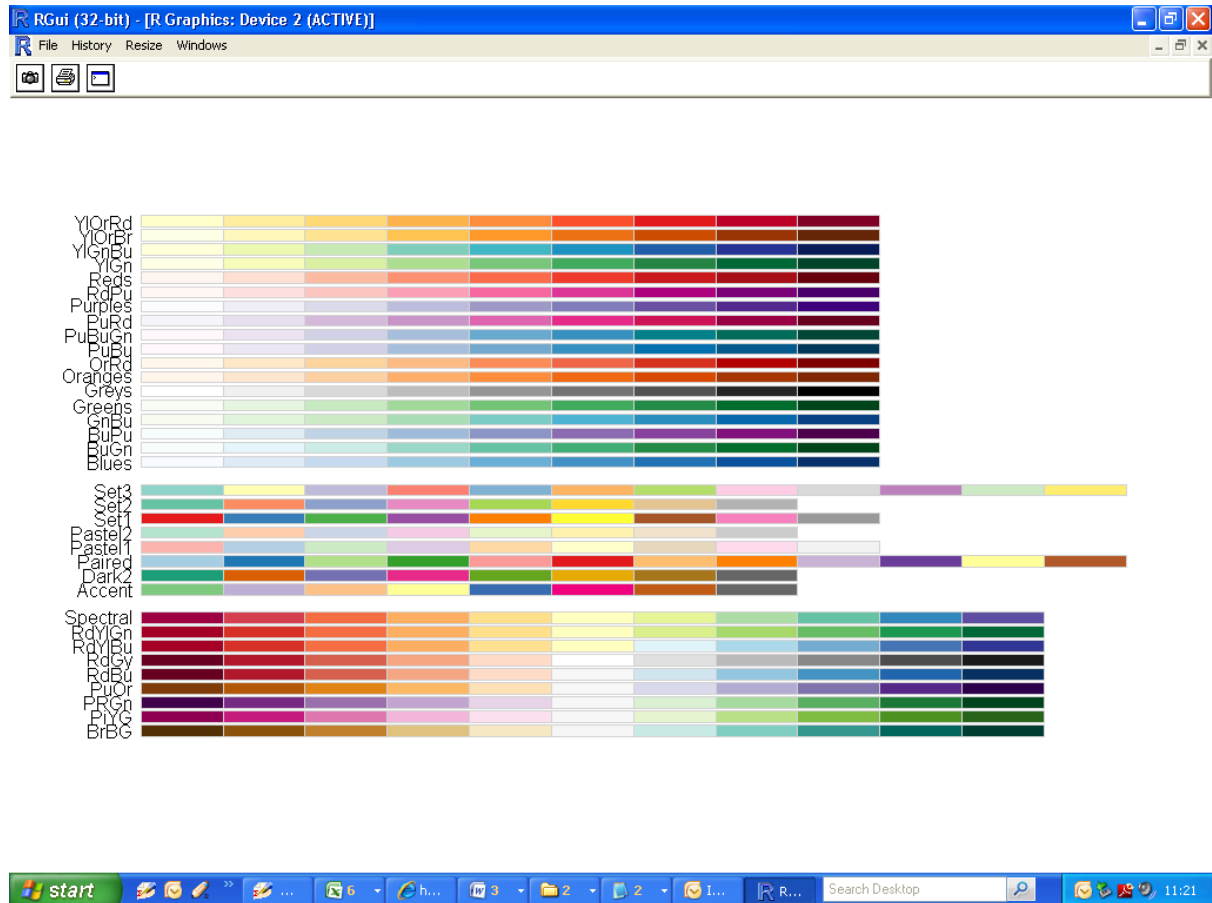 RGui (32-bit) - [R Graphics: Device 2 (ACTIVE)]
File History Resize Windows
YlOrRd
YlOrBr
YlGnBu
YlGn
Reds
RdPu
Purples
PuRd
PuBuGn
PuBu
OrRd
Oranges
Greys
Greens
GnBu
BuPu
BuGn
Blues
Set3
Set2
Set1
Pastel2
Pastel1
Paired
Dark2
Accent
Spectral
RdYlGn
RdYlBu
RdGy
RdBu
PuOr
PRGn
PiYG
BrBG
start ... 6 h... 3 2 2 I... R... Search Desktop 11:21